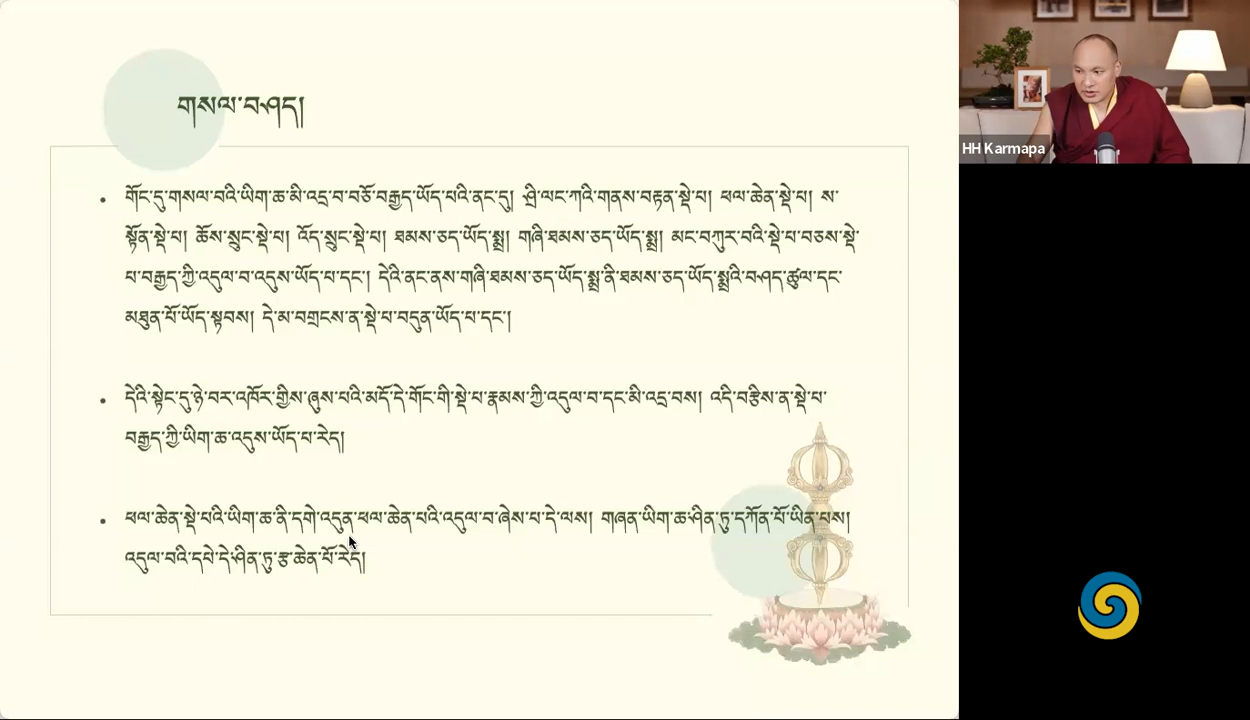 གསལ་བཤད།
• གོང་དུ་གསལ་བའི་ཡིག་ཆ་མི་འདྲ་བ་བཅོ་བརྒྱད་ཡོད་པའི་ནང་དུ། ཤྲི་ལང་ཀའི་གནས་བརྟན་སྡེ་པ། ཕལ་ཆེན་སྡེ་པ། ས་
སྟོན་སྡེ་པ། ཆོས་སྲུང་སྡེ་པ། འོད་སྲུང་སྡེ་པ། ཐམས་ཅད་ཡོད་སྨྲ། གཞི་ཐམས་ཅད་ཡོད་སྨྲ། མང་བཀུར་བའི་སྡེ་པ་བཅས་སྡེ་
པ་བརྒྱད་ཀྱི་འདུལ་བ་འདུས་ཡོད་པ་དང་། དེའི་ནང་ནས་གཞི་ཐམས་ཅད་ཡོད་སྨྲ་ནི་ཐམས་ཅད་ཡོད་སྨྲའི་བཤད་ཚུལ་དང་
མཐུན་པོ་ཡོད་སྟབས། དེ་མ་བགྲངས་ན་སྡེ་པ་བདུན་ཡོད་པ་དང་།
• དེའི་སྟེང་དུ་ཉེ་བར་འཁོར་གྱིས་ཞུས་པའི་མདོ་དེ་གོང་གི་སྡེ་པ་རྣམས་ཀྱི་འདུལ་བ་དང་མི་འདྲ་བས། འདི་བརྩིས་ན་སྡེ་པ་
བརྒྱད་ཀྱི་ཡིག་ཆ་འདུས་ཡོད་པ་རེད།
• ཕལ་ཆེན་སྡེ་པའི་ཡིག་ཆ་ནི་དགེ་འདུན་ཕལ་ཆེན་པའི་འདུལ་བ་ཞེས་པ་དེ་ལས། གཞན་ཡིག་ཆ་ཤིན་ཏུ་དཀོན་པོ་ཡིན་པས།
འདུལ་བའི་དཔེ་དེ་ཤིན་ཏུ་རྩ་ཆེན་པོ་རེད།
HH Karmapa